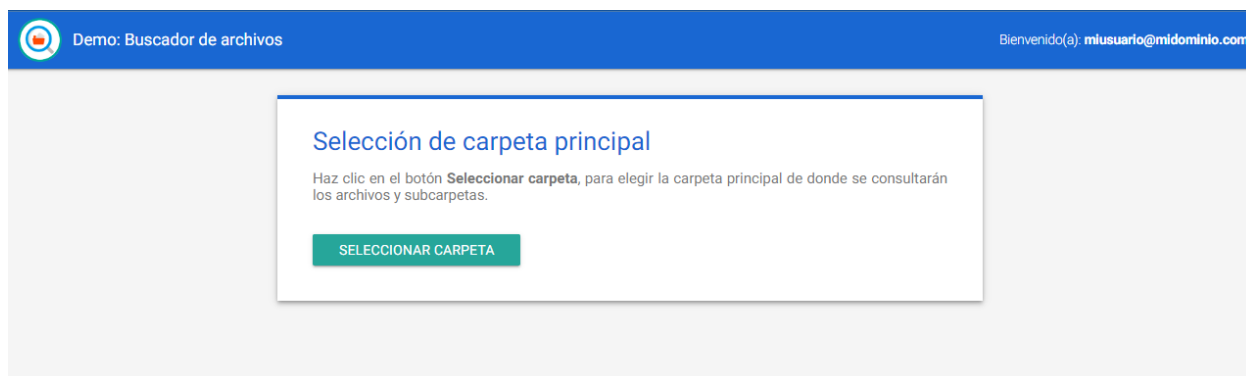 Demo: Buscador de archivos
Bienvenido(a): miusuario@midominio.com
Selección de carpeta principal
Haz clic en el botón Seleccionar carpeta, para elegir la carpeta principal de donde se consultarán
los archivos y subcarpetas.
SELECCIONAR CARPETA